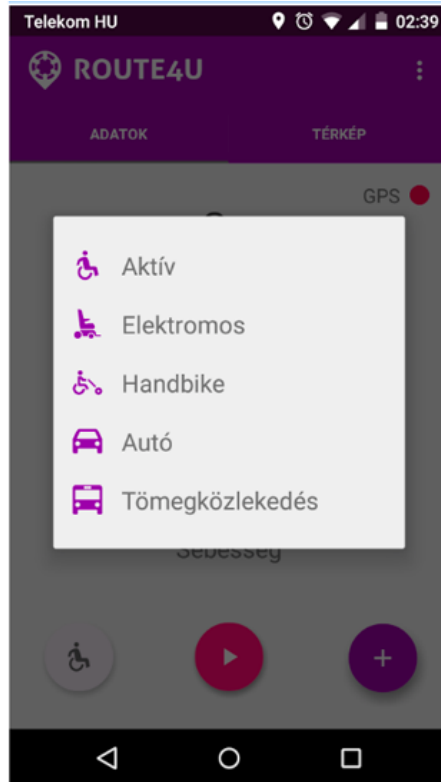 Telekom HU 02:39
ROUTE4U
ADATOK TÉRKÉP
GPS
Aktív
Elektromos
Handbike
Autó
Tömegközlekedés
Sebesség